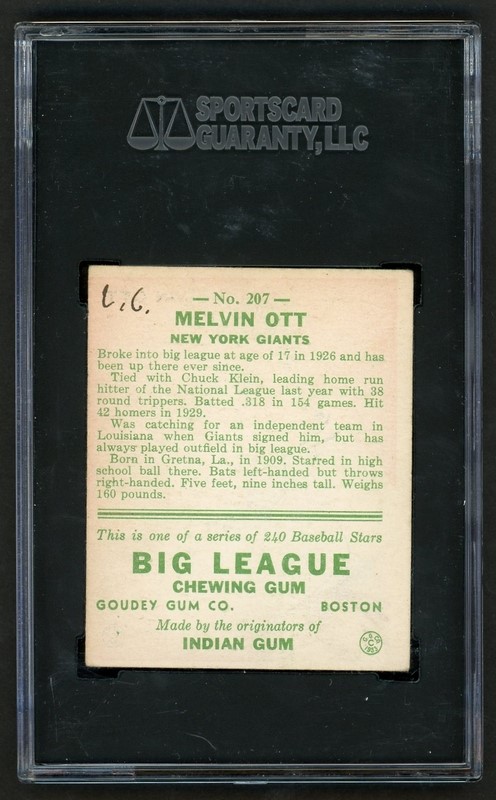 SPORTSCARD
GUARANTY, LLC
L.C.
— No. 207 —
MELVIN OTT
NEW YORK GIANTS
Broke into big league at age of 17 in 1926 and has
been up there ever since.
Tied with Chuck Klein, leading home run
hitter of the National League last year with 38
round trippers. Batted .318 in 154 games. Hit
42 homers in 1929.
Was catching for an independent team in
Louisiana when Giants signed him, but has
always played outfield in big league.
Born in Gretna, La., in 1909. Starred in high
school ball there. Bats left-handed but throws
right-handed. Five feet, nine inches tall. Weighs
160 pounds.
This is one of a series of 240 Baseball Stars
BIG LEAGUE
CHEWING GUM
GOUDEY GUM CO. BOSTON
Made by the originators of
INDIAN GUM